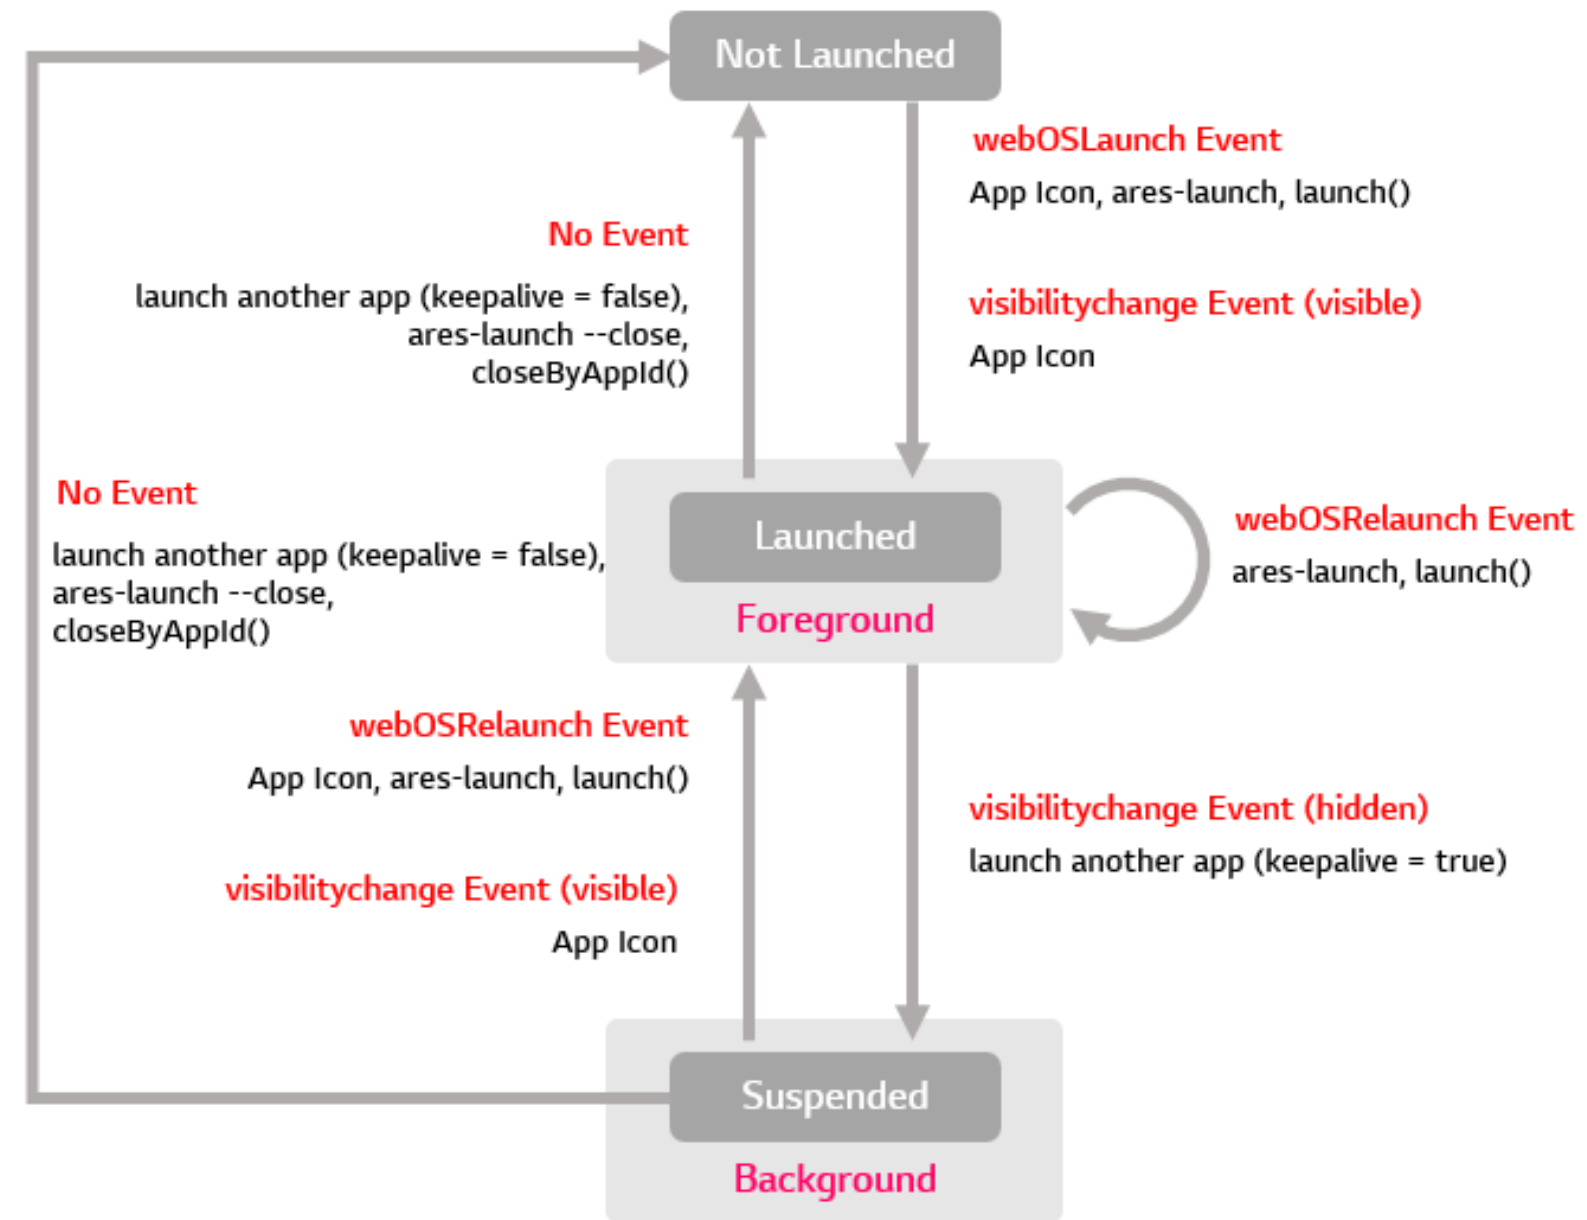 Not Launched
webOSLaunch Event
App Icon, ares-launch, launch()
No Event
launch another app (keepalive = false),
ares-launch --close,
closeByAppId()
visibilitychange Event (visible)
App Icon
No Event
launch another app (keepalive = false),
ares-launch --close,
closeByAppId()
Launched
Foreground
webOSRelaunch Event
ares-launch, launch()
webOSRelaunch Event
App Icon, ares-launch, launch()
visibilitychange Event (visible)
App Icon
visibilitychange Event (hidden)
launch another app (keepalive = true)
Suspended
Background